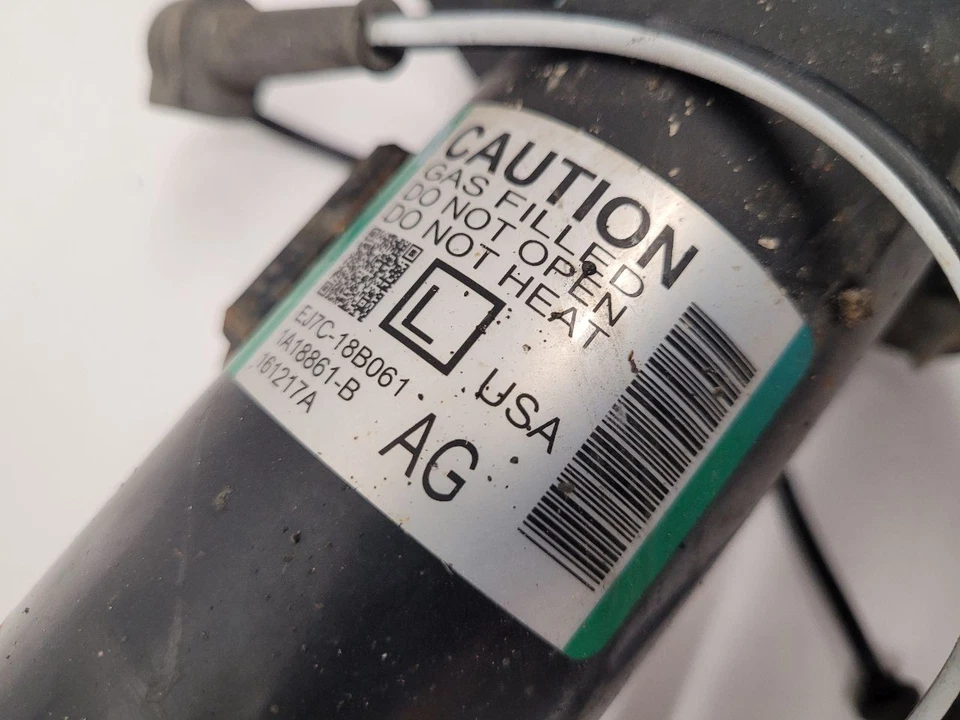 CAUTION
GAS FILLED
DO NOT OPEN
DO NOT HEAT
L
USA
EJ7C-18B061
1A18861-B
161217A
AG